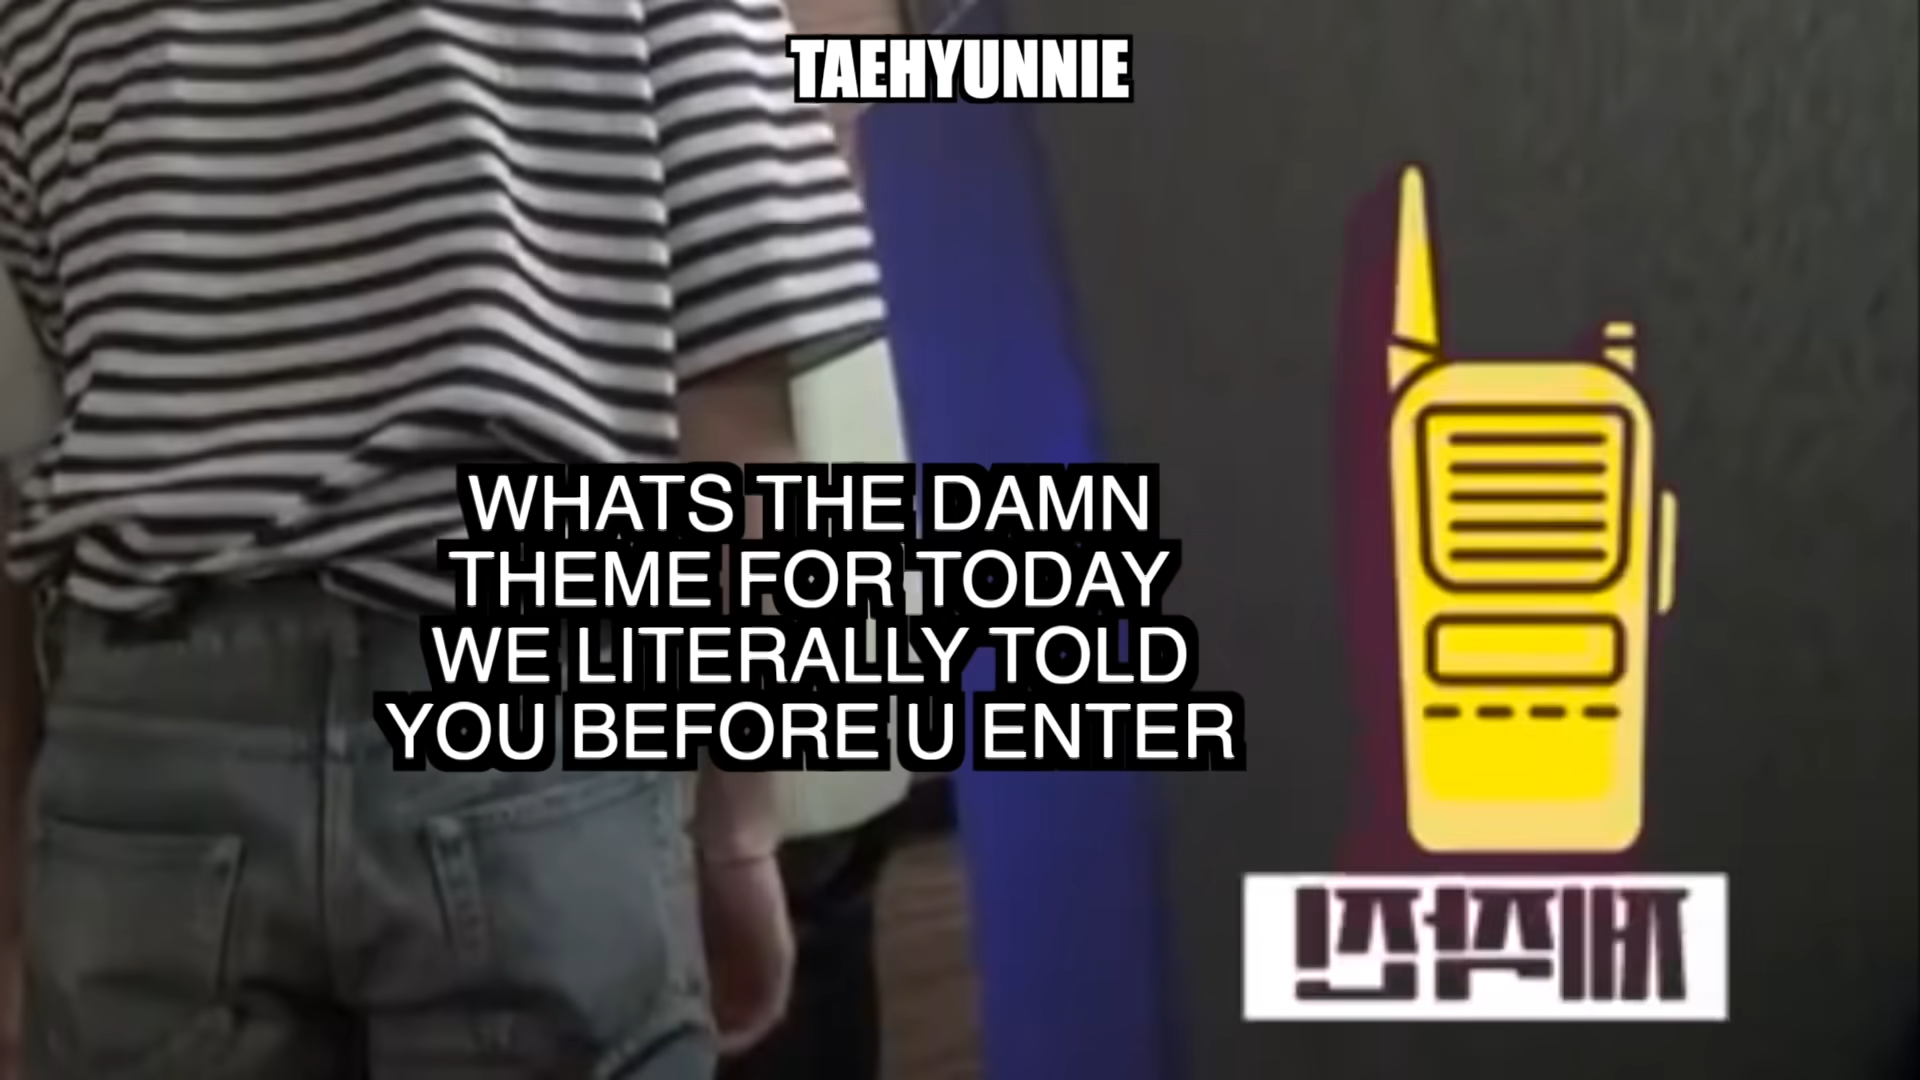 TAEHYUNNIE
WHATS THE DAMN
THEME FOR TODAY
WE LITERALLY TOLD
YOU BEFORE U ENTER